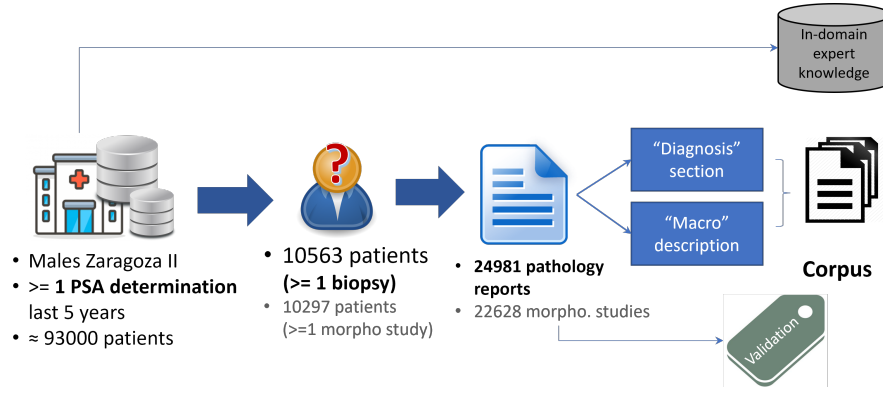 In-domain
expert
knowledge
?
"Diagnosis"
section
"Macro"
description
• Males Zaragoza II
• >= 1 PSA determination
last 5 years
• ≈ 93000 patients
• 10563 patients
(>= 1 biopsy)
• 10297 patients
(>=1 morpho study)
• 24981 pathology
reports
• 22628 morpho. studies
Corpus
Validation